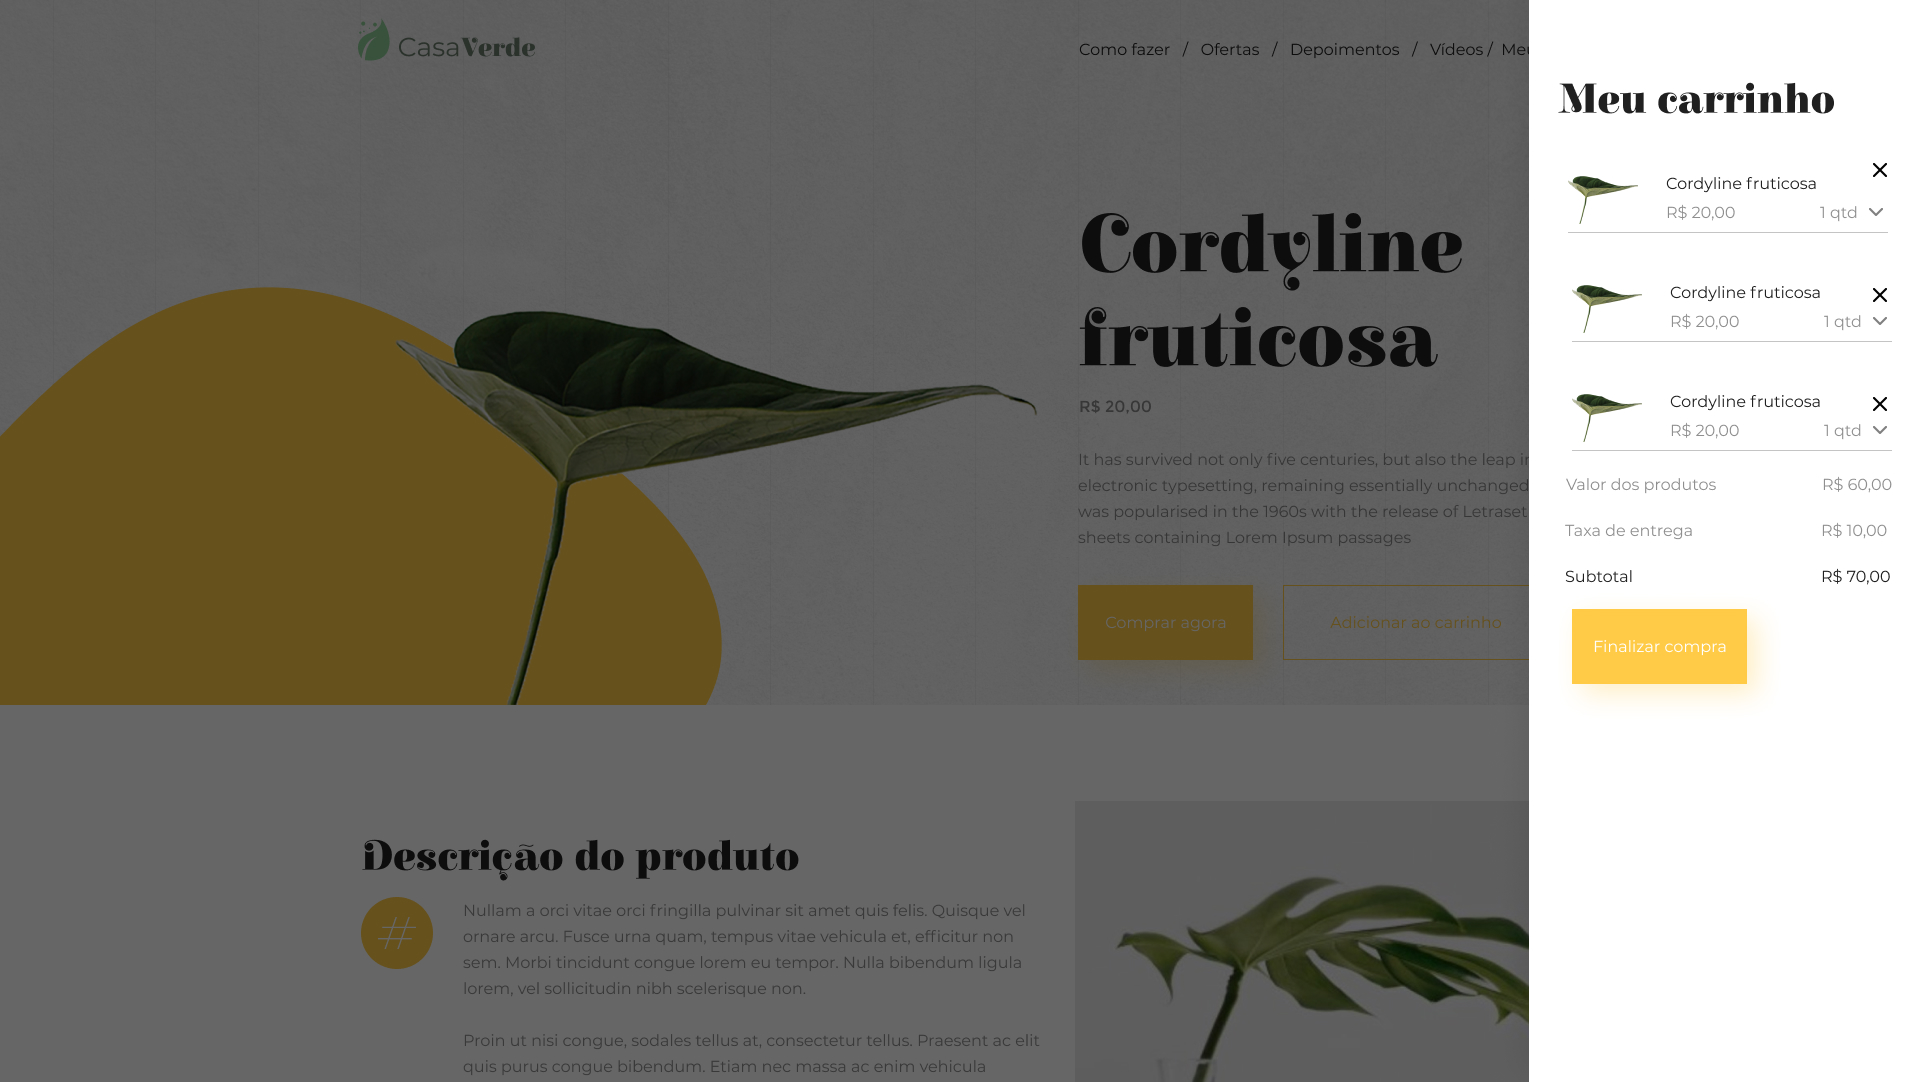 CasaVerde
Como fazer / Ofertas / Depoimentos / Vídeos / Meu
Cordyline
fruticosa
R$ 20,00
It has survived not only five centuries, but also the leap in
electronic typesetting, remaining essentially unchanged
was popularised in the 1960s with the release of Letraset
sheets containing Lorem Ipsum passages
Comprar agora
Adicionar ao carrinho
Descrição do produto
#
Nullam a orci vitae orci fringilla pulvinar sit amet quis felis. Quisque vel
ornare arcu. Fusce urna quam, tempus vitae vehicula et, efficitur non
sem. Morbi tincidunt congue lorem eu tempor. Nulla bibendum ligula
lorem, vel sollicitudin nibh scelerisque non.
Proin ut nisi congue, sodales tellus at, consectetur tellus. Praesent ac elit
quis purus congue bibendum. Etiam nec massa ac enim vehicula
Meu carrinho
Cordyline fruticosa
R$ 20,00 1 qtd
Cordyline fruticosa
R$ 20,00 1 qtd
Cordyline fruticosa
R$ 20,00 1 qtd
Valor dos produtos R$ 60,00
Taxa de entrega R$ 10,00
Subtotal R$ 70,00
Finalizar compra